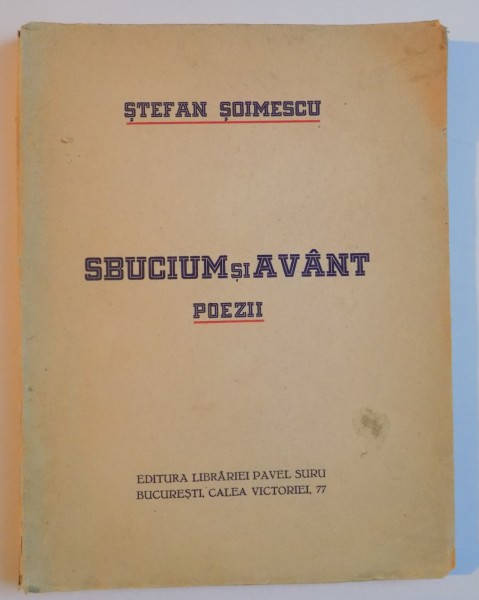 ȘTEFAN ȘOIMESCU
SBUCIUM ȘI AVÂNT
POEZII
EDITURA LIBRĂRIEI PAVEL SURU
BUCUREȘTI, CALEA VICTORIEI, 77